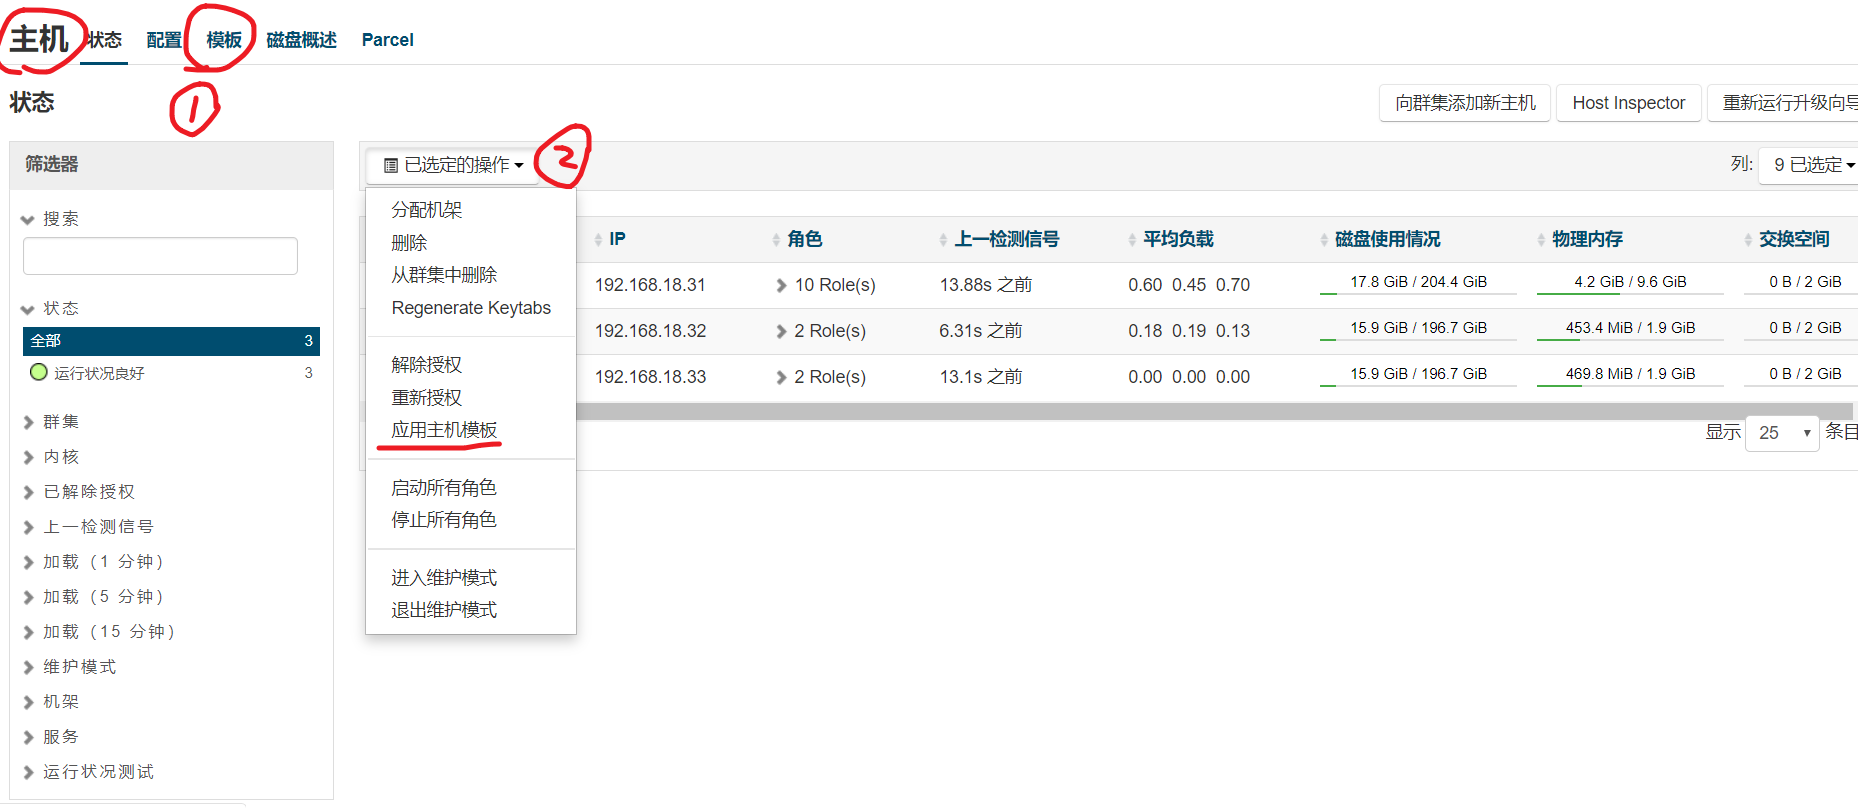 主机 状态 配置 模板 磁盘概述 Parcel
1
状态
向群集添加新主机 Host Inspector 重新运行升级向导
筛选器
已选定的操作
2
列: 9 已选定
搜索
状态
全部 3
运行状况良好 3
群集
内核
已解除授权
上一检测信号
加载 (1 分钟)
加载 (5 分钟)
加载 (15 分钟)
维护模式
机架
服务
运行状况测试
分配机架
删除
从群集中删除
Regenerate Keytabs
解除授权
重新授权
应用主机模板
启动所有角色
停止所有角色
进入维护模式
退出维护模式
IP 角色 上一检测信号 平均负载 磁盘使用情况 物理内存 交换空间
192.168.18.31 10 Role(s) 13.88s 之前 0.60 0.45 0.70 17.8 GiB / 204.4 GiB 4.2 GiB / 9.6 GiB 0 B / 2 GiB
192.168.18.32 2 Role(s) 6.31s 之前 0.18 0.19 0.13 15.9 GiB / 196.7 GiB 453.4 MiB / 1.9 GiB 0 B / 2 GiB
192.168.18.33 2 Role(s) 13.1s 之前 0.00 0.00 0.00 15.9 GiB / 196.7 GiB 469.8 MiB / 1.9 GiB 0 B / 2 GiB
显示 25 条目